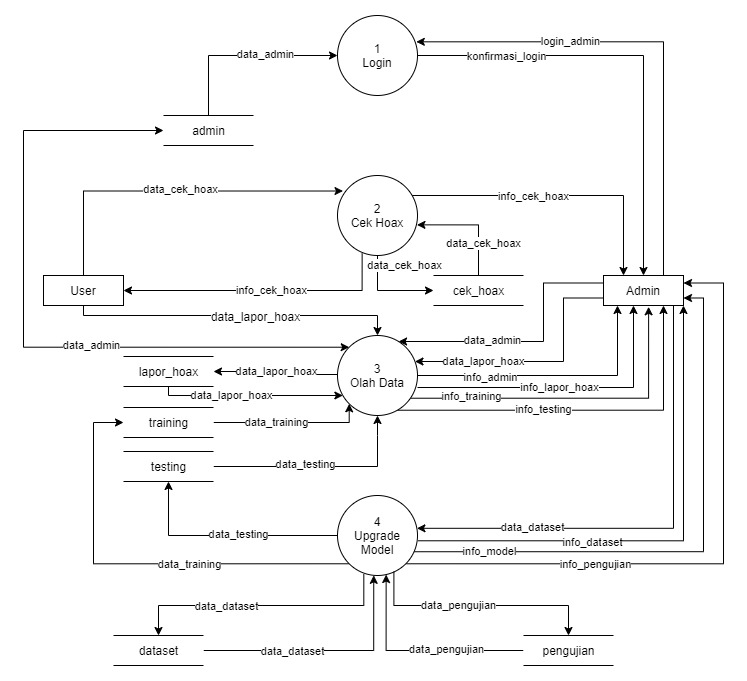 login_admin
1
Login
data_admin
konfirmasi_login
admin
data_cek_hoax
info_cek_hoax
2
Cek Hoax
data_cek_hoax
data_cek_hoax
User
info_cek_hoax
cek_hoax
Admin
data_lapor_hoax
data_admin
data_admin
data_lapor_hoax
lapor_hoax
data_lapor_hoax
3
Olah Data
info_admin
info_lapor_hoax
data_lapor_hoax
info_training
info_testing
training
data_training
testing
data_testing
4
Upgrade
Model
data_dataset
data_testing
info_dataset
info_model
data_training
info_pengujian
data_dataset
data_pengujian
dataset
data_dataset
data_pengujian
pengujian